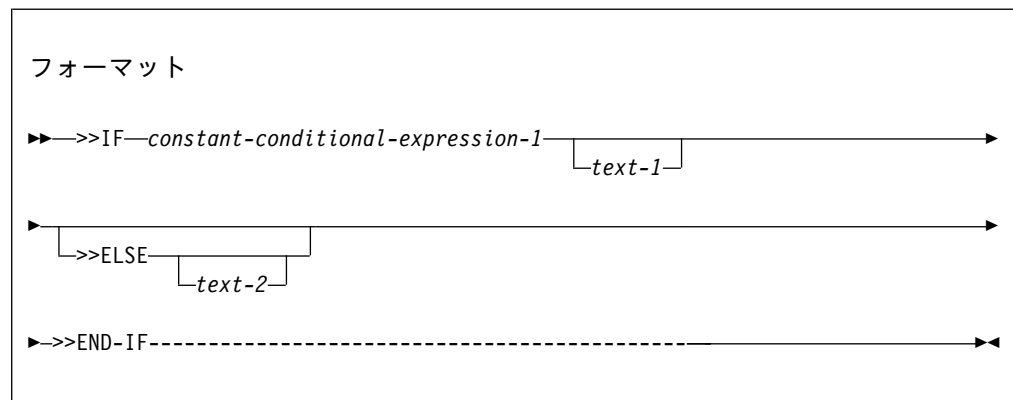 フォーマット
>>IF constant-conditional-expression-1
text-1
>>ELSE
text-2
>>END-IF